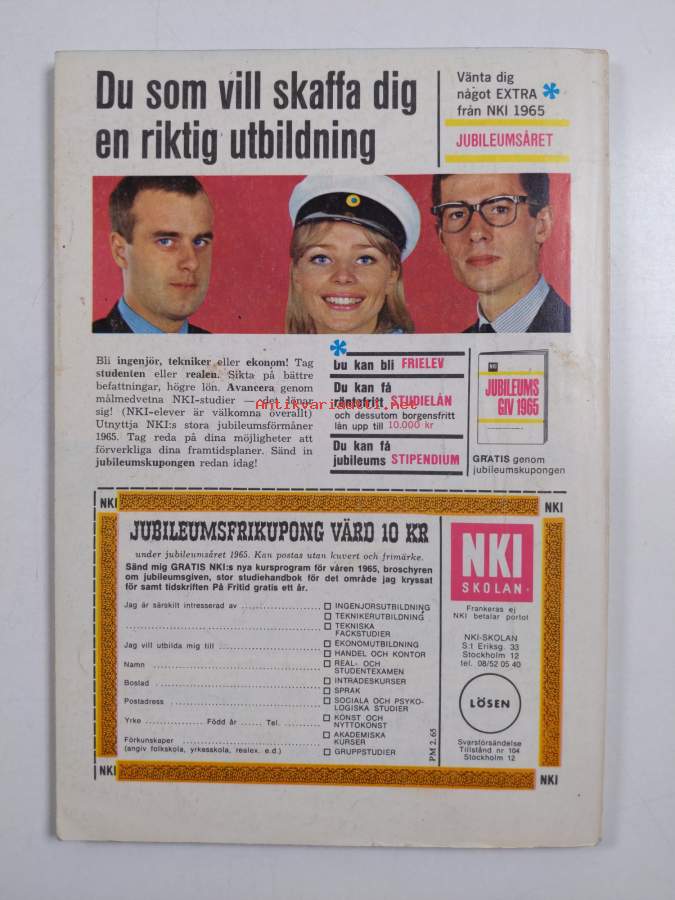 Du som vill skaffa dig
en riktig utbildning
Vänta dig
något EXTRA
från NKI 1965
JUBILEUMSÅRET
Bli ingenjör, tekniker eller ekonom! Tag
studenten eller realen. Sikta på bättre
befattningar, högre lön. Avancera genom
målmedvetna NKI-studier — det lönar
sig! (NKI-elever är välkomna överallt)
Utnyttja NKI:s stora jubileumsförmåner
1965. Tag reda på dina möjligheter att
förverkliga dina framtidsplaner. Sänd in
jubileumskupongen redan idag!
Du kan bli FRIELEV
Du kan få
räntefritt STUDIELÅN
och dessutom borgensfritt
lån upp till 10.000 kr
Du kan få
jubileums STIPENDIUM
NKI
JUBILEUMS
GIV 1965
GRATIS genom
jubileumskupongen
Antikvariaatti.net
NKI
NKI
JUBILEUMSFRIKUPONG VÄRD 10 KR
under jubileumsåret 1965. Kan postas utan kuvert och frimärke.
Sänd mig GRATIS NKI:s nya kursprogram för våren 1965, broschyren
om jubileumsgiven, stor studiehandbok för det område jag kryssat
för samt tidskriften På Fritid gratis ett år.
Jag är särskilt intresserad av
Jag vill utbilda mig till
Namn
Bostad
Postadress
Yrke Född år Tel.
Förkunskaper
(angiv folkskola, yrkesskola, realex. e.d.)
INGENJÖRSUTBILDNING
TEKNIKERUTBILDNING
TEKNISKA
FACKSTUDIER
EKONOMUTBILDNING
HANDEL OCH KONTOR
REAL- OCH
STUDENTEXAMEN
INTRÄDESKURSER
SPRÅK
SOCIALA OCH PSYKO-
LOGISKA STUDIER
KONST OCH
NYTTOKONST
AKADEMISKA
KURSER
GRUPPSTUDIER
PM 2. 65
NKI
SKOLAN
Frankeras ej
NKI betalar portot
NKI-SKOLAN
S:t Eriksg. 33
Stockholm 12
tel. 08/52 05 40
LÖSEN
Svarsförsändelse
Tillstånd nr 104
Stockholm 12
NKI
NKI